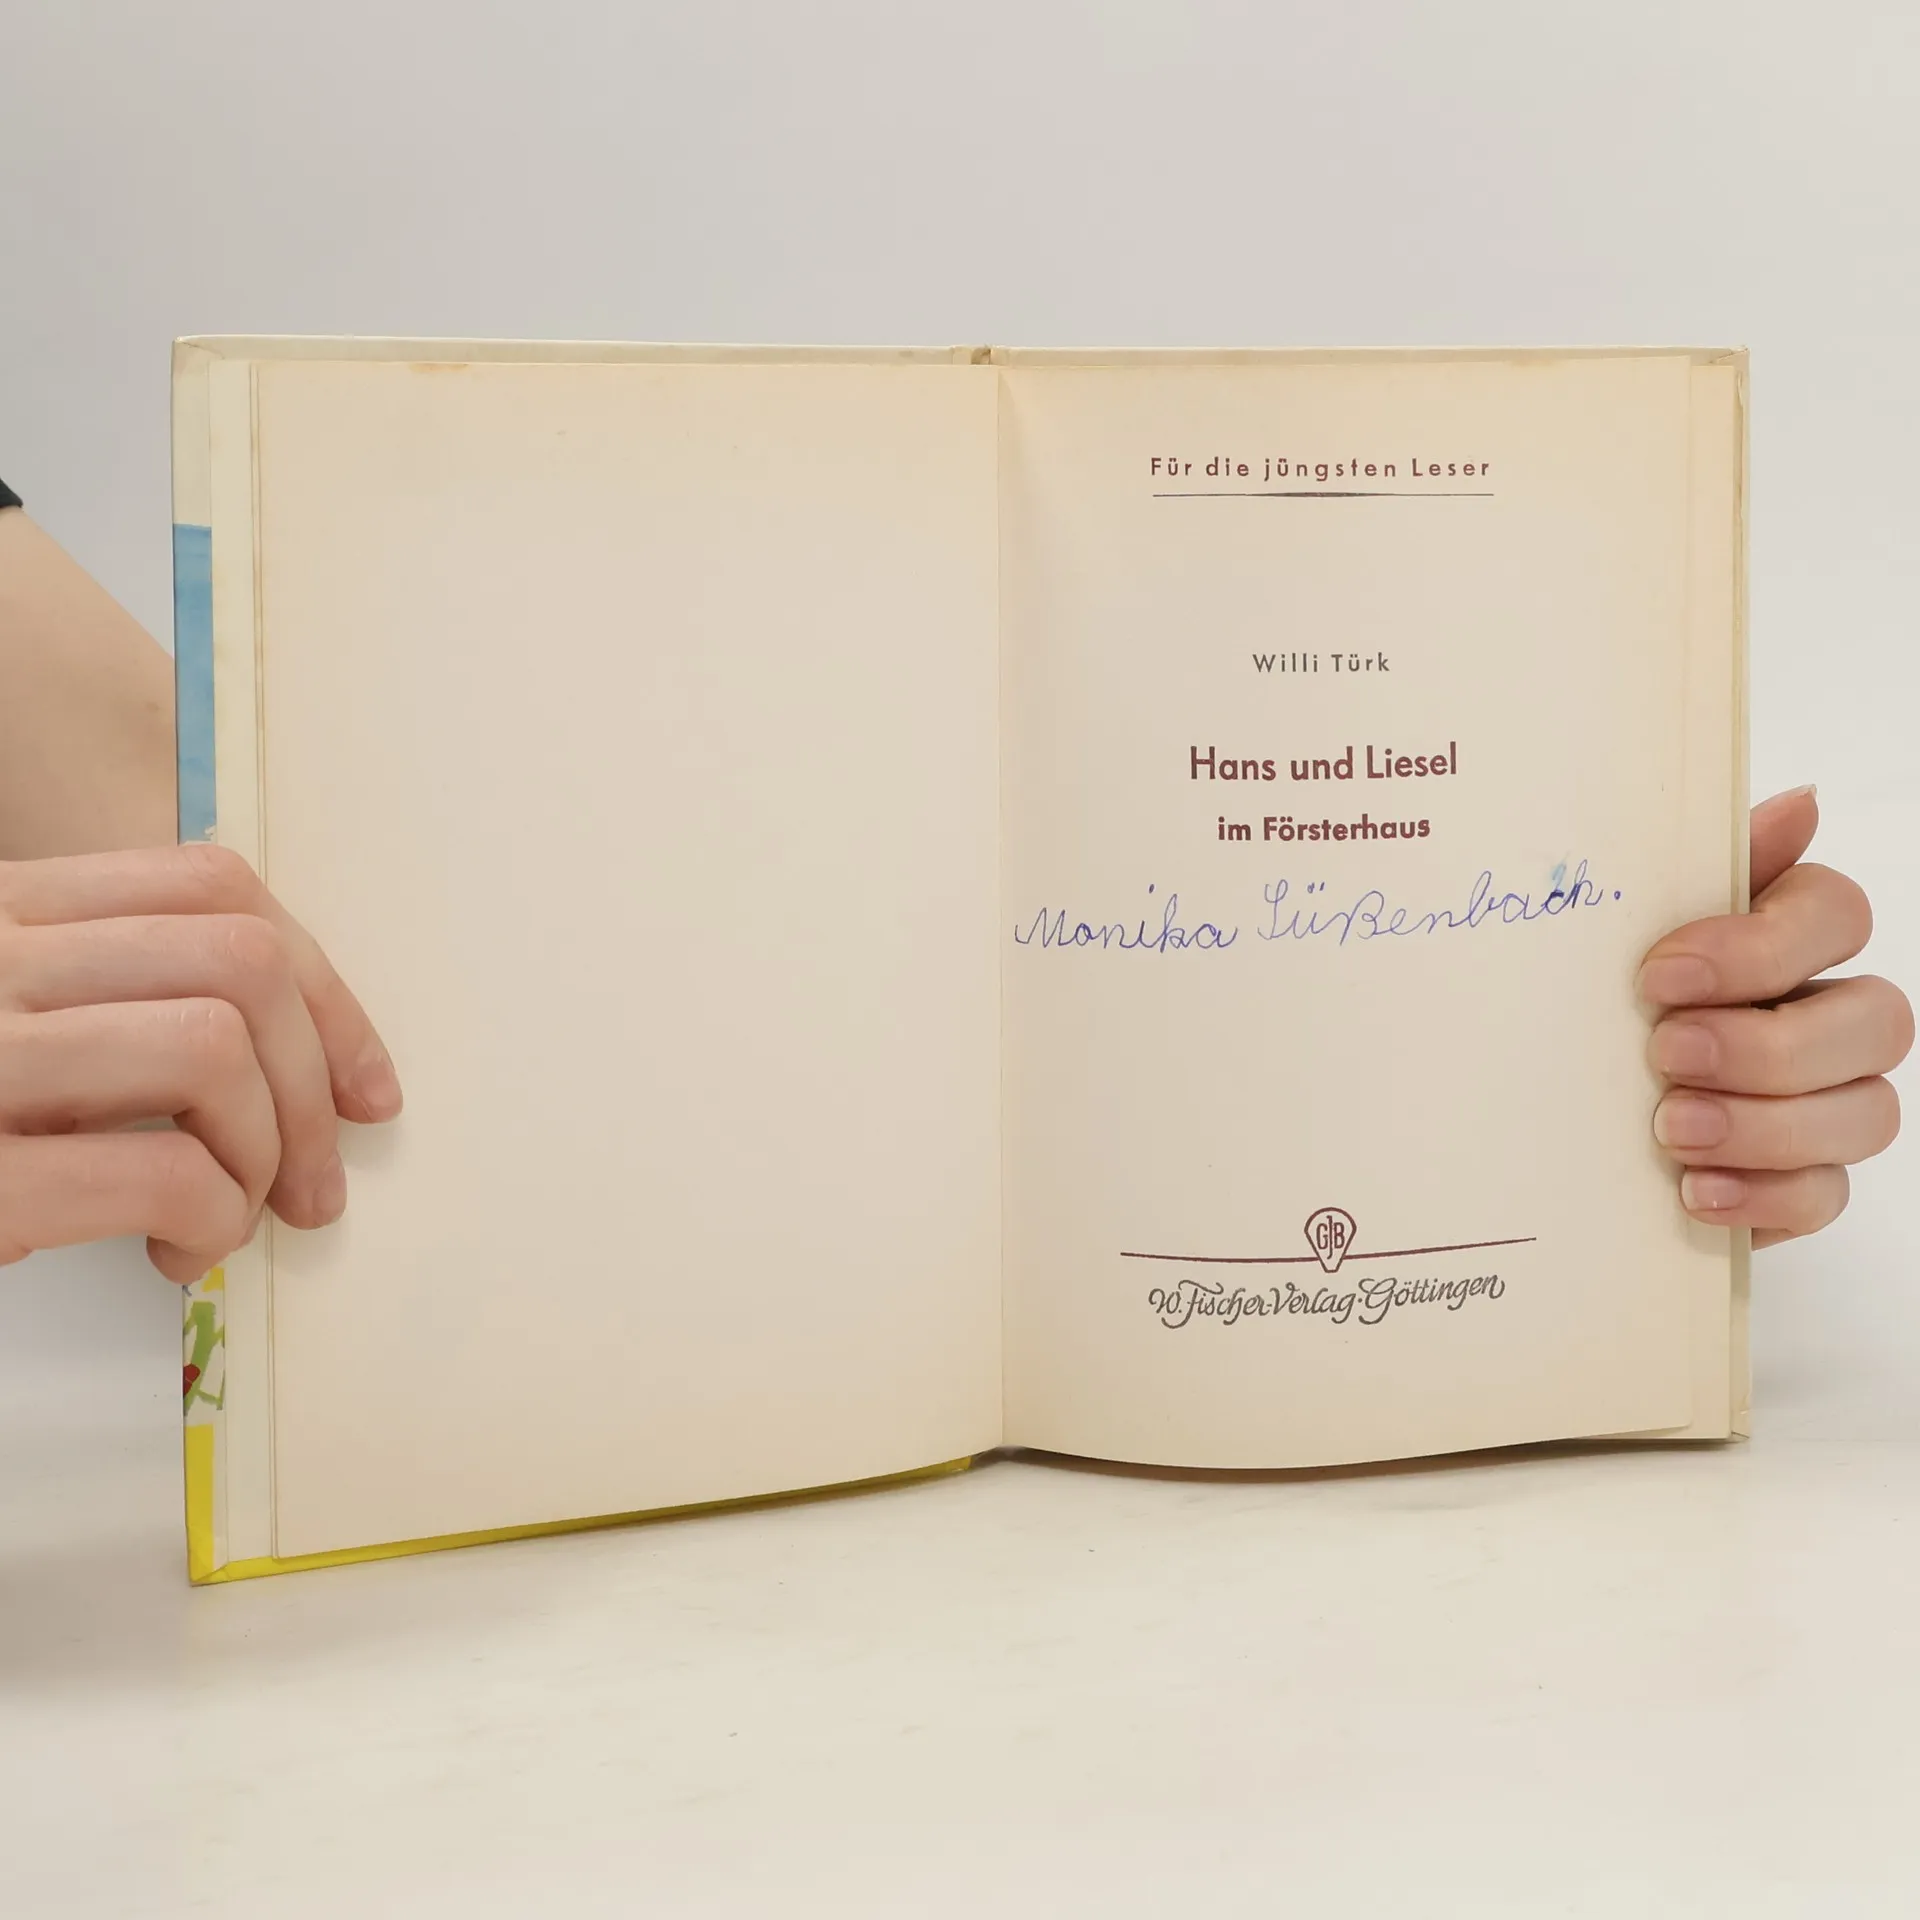 Für die jüngsten Leser
Willi Türk
Hans und Liesel
im Försterhaus
Monika Süßenbach.
GJB
W. Fischer-Verlag·Göttingen